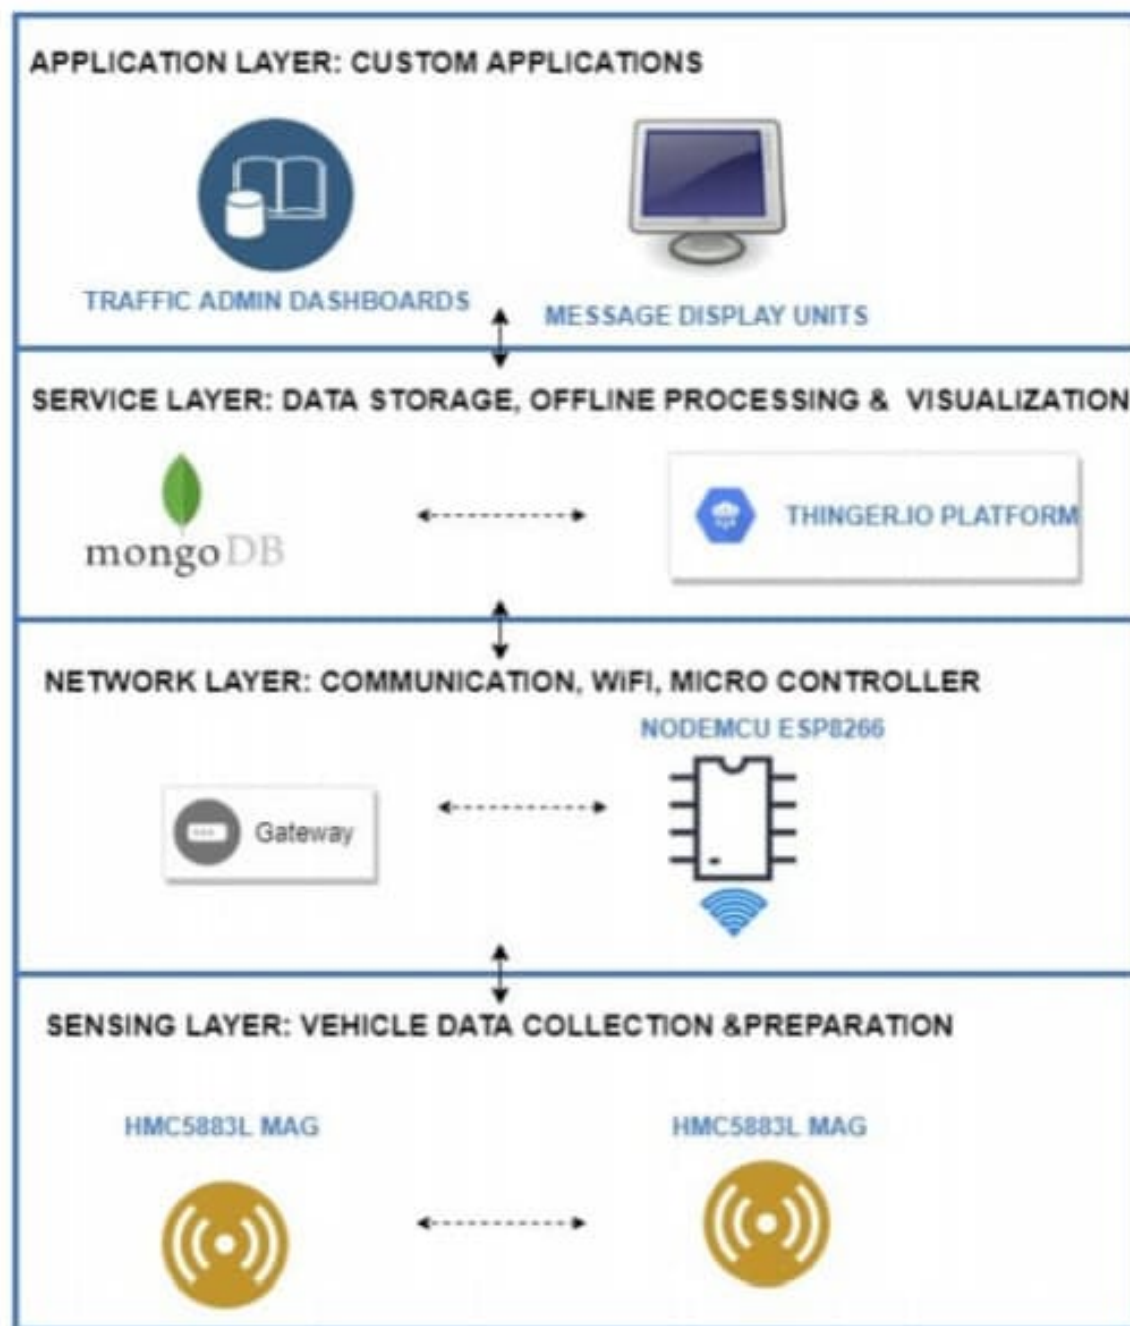 APPLICATION LAYER: CUSTOM APPLICATIONS
TRAFFIC ADMIN DASHBOARDS
MESSAGE DISPLAY UNITS
SERVICE LAYER: DATA STORAGE, OFFLINE PROCESSING & VISUALIZATION
mongoDB
THINGER.IO PLATFORM
NETWORK LAYER: COMMUNICATION, WiFI, MICRO CONTROLLER
NODEMCU ESP8266
Gateway
SENSING LAYER: VEHICLE DATA COLLECTION &PREPARATION
HMC5883L MAG
HMC5883L MAG